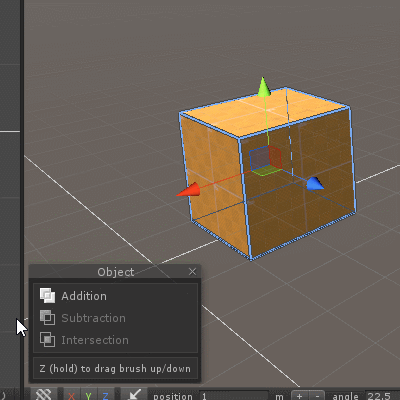 Object
Addition
Subtraction
Intersection
Z (hold) to drag brush up/down
X Y Z position 1 m + - angle 22.5